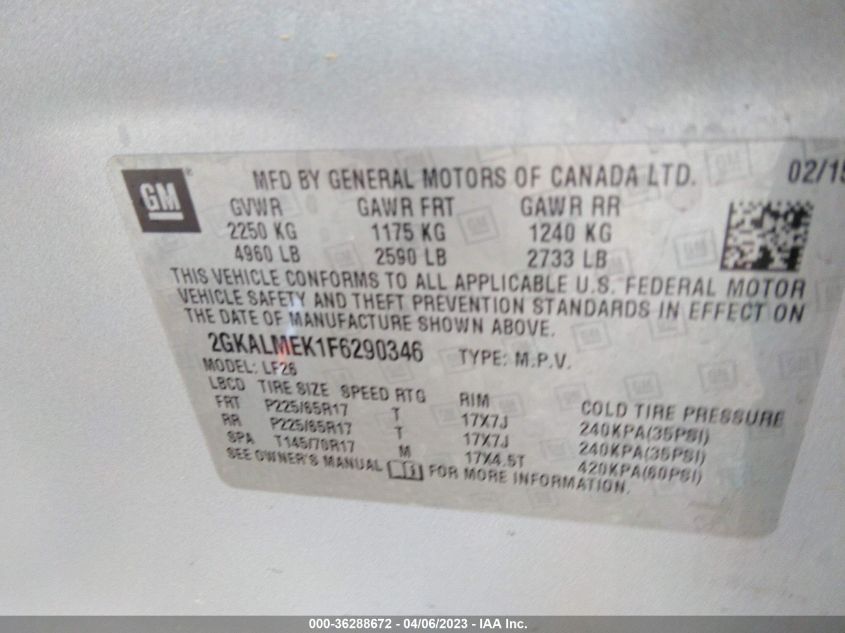 GM ® MFD BY GENERAL MOTORS OF CANADA LTD. 02/15
GVWR GAWR FRT GAWR RR
2250 KG 1175 KG 1240 KG
4960 LB 2590 LB 2733 LB
THIS VEHICLE CONFORMS TO ALL APPLICABLE U.S. FEDERAL MOTOR
VEHICLE SAFETY AND THEFT PREVENTION STANDARDS IN EFFECT ON
THE DATE OF MANUFACTURE SHOWN ABOVE.
2GKALMEK1F6290346 TYPE: M.P.V.
MODEL: LF26
LBCD TIRE SIZE SPEED RTG RIM COLD TIRE PRESSURE
FRT P225/65R17 T 17X7J 240KPA(35PSI)
RR P225/65R17 T 17X7J 240KPA(35PSI)
SPA T145/70R17 M 17X4.5T 420KPA(60PSI)
SEE OWNER'S MANUAL FOR MORE INFORMATION.
000-36288672 - 04/06/2023 - IAA Inc.